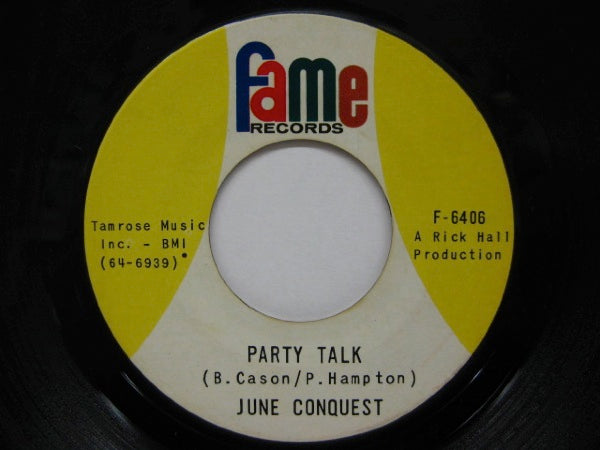 fame
RECORDS
Tamrose Music
Inc. - BMI
(64-6939)
F-6406
A Rick Hall
Production
PARTY TALK
(B. Cason/P. Hampton)
JUNE CONQUEST